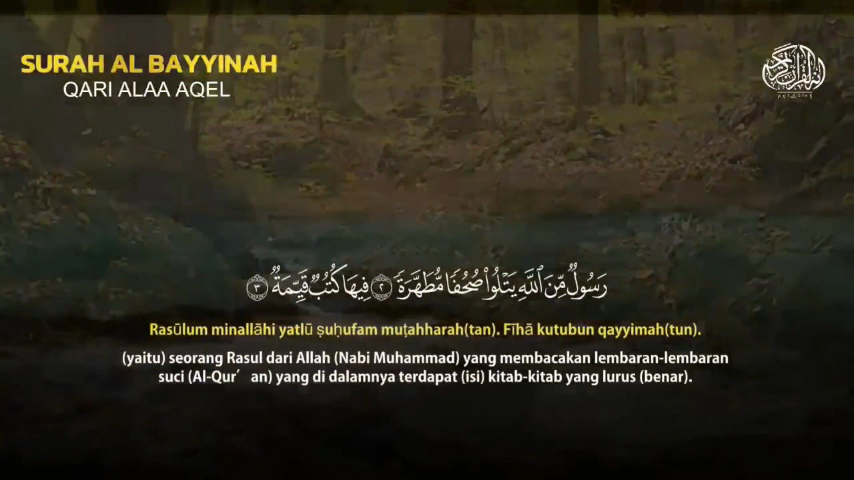 SURAH AL BAYYINAH
QARI ALAA AQEL
رَسُولٌ مِّنَ ٱللَّهِ يَتْلُوا۟ صُحُفًا مُّطَهَّرَةً ٢ فِيهَا كُتُبٌ قَيِّمَةٌ ٣
Rasūlum minallāhi yatlū ṣuḥufam muṭahharah(tan). Fīhā kutubun qayyimah(tun).
(yaitu) seorang Rasul dari Allah (Nabi Muhammad) yang membacakan lembaran-lembaran
suci (Al-Qur′an) yang di dalamnya terdapat (isi) kitab-kitab yang lurus (benar).